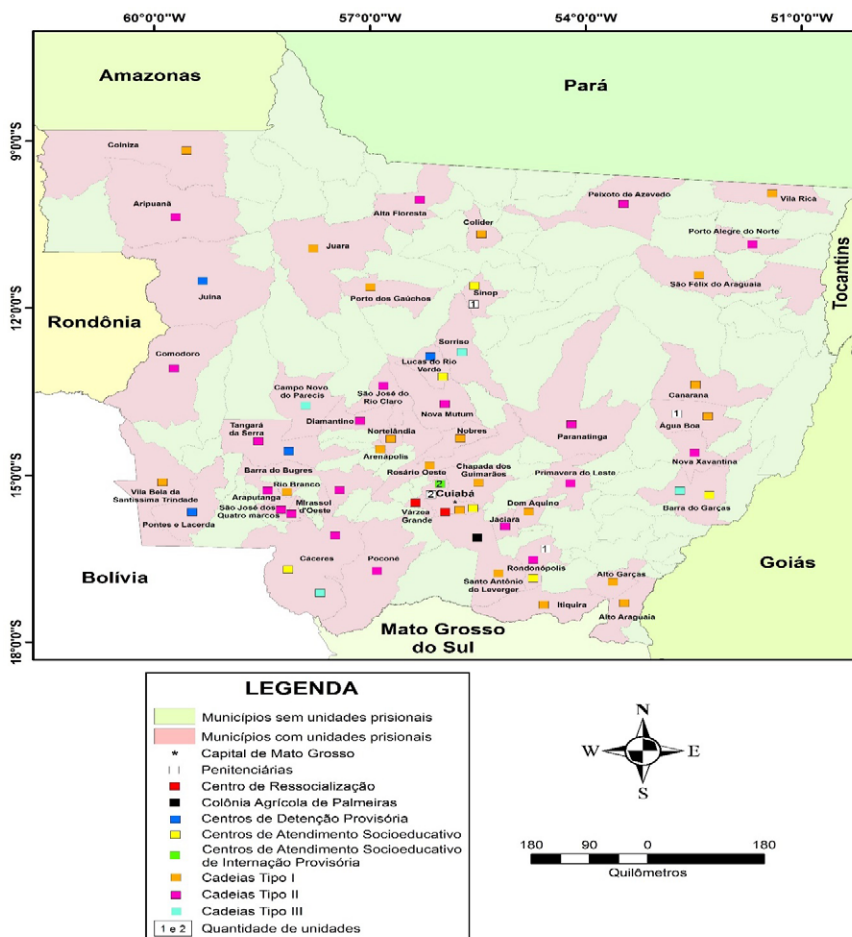 60°0'0"W 57°0'0"W 54°0'0"W 51°0'0"W
9°0'0"S
12°0'0"S
15°0'0"S
18°0'0"S
Amazonas
Pará
Tocantins
Rondônia
Bolívia
Mato Grosso
do Sul
Goiás
Colniza
Aripuanã
Alta Floresta
Peixoto de Azevedo
Vila Rica
Colíder
Porto Alegre do Norte
Juara
Juína
Porto dos Gaúchos
Sinop
1
São Félix do Araguaia
Sorriso
Lucas do Rio
Verde
Comodoro
Campo Novo
do Parecis
São José do
Rio Claro
Nova Mutum
Canarana
1
Água Boa
Diamantino
Tangará
da Serra
Nortelândia
Nobres
Paranatinga
Arenápolis
Nova Xavantina
Barra do Bugres
Rosário Oeste
Chapada dos
Guimarães
Primavera do Leste
Rio Branco
2
Vila Bela da
Santíssima Trindade
Araputanga
2
Cuiabá
*
Barra do Garças
Pontes e Lacerda
São José dos
Quatro marcos
Mirassol
d'Oeste
Várzea
Grande
Dom Aquino
Jaciara
1
Cáceres
Poconé
Rondonópolis
Santo Antônio
do Leverger
Alto Garças
Itiquira
Alto Araguaia
LEGENDA
Municípios sem unidades prisionais
Municípios com unidades prisionais
* Capital de Mato Grosso
Penitenciárias
Centro de Ressocialização
Colônia Agrícola de Palmeiras
Centros de Detenção Provisória
Centros de Atendimento Socioeducativo
Centros de Atendimento Socioeducativo
de Internação Provisória
Cadeias Tipo I
Cadeias Tipo II
Cadeias Tipo III
1 e 2 Quantidade de unidades
N
W E
S
180 90 0 180
Quilômetros